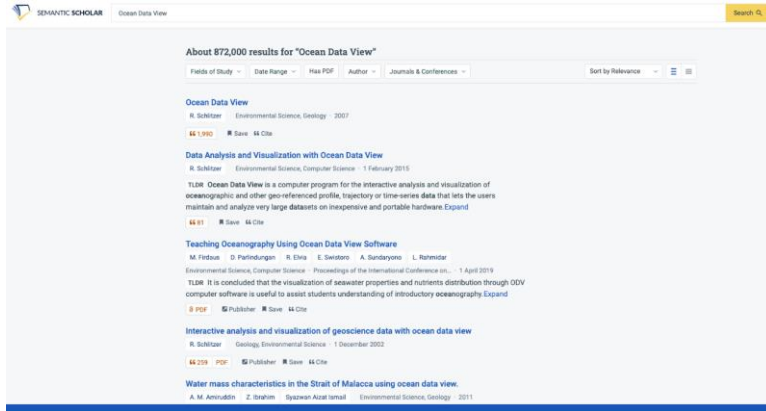 SEMANTIC SCHOLAR Ocean Data View Search
About 872,000 results for "Ocean Data View"
Fields of Study Date Range Has PDF Author Journals & Conferences Sort by Relevance
Ocean Data View
R. Schlitzer Environmental Science, Geology · 2007
1,990 Save Cite
Data Analysis and Visualization with Ocean Data View
R. Schlitzer Environmental Science, Computer Science · 1 February 2015
TLDR Ocean Data View is a computer program for the interactive analysis and visualization of
oceanographic and other geo-referenced profile, trajectory or time-series data that lets the users
maintain and analyze very large datasets on inexpensive and portable hardware. Expand
81 Save Cite
Teaching Oceanography Using Ocean Data View Software
M. Firdous D. Parlindungan R. Elvia E. Swistoro A. Sundaryono L. Rahmidar
Environmental Science, Computer Science · Proceedings of the International Conference on… · 1 April 2019
TLDR It is concluded that the visualization of seawater properties and nutrients distribution through ODV
computer software is useful to assist students understanding of introductory oceanography. Expand
8 PDF Publisher Save Cite
Interactive analysis and visualization of geoscience data with ocean data view
R. Schlitzer Geology, Environmental Science · 1 December 2002
259 PDF Publisher Save Cite
Water mass characteristics in the Strait of Malacca using ocean data view.
A. M. Amiruddin Z. Ibrahim Syazwan Aizat Ismail Environmental Science, Geology · 2011